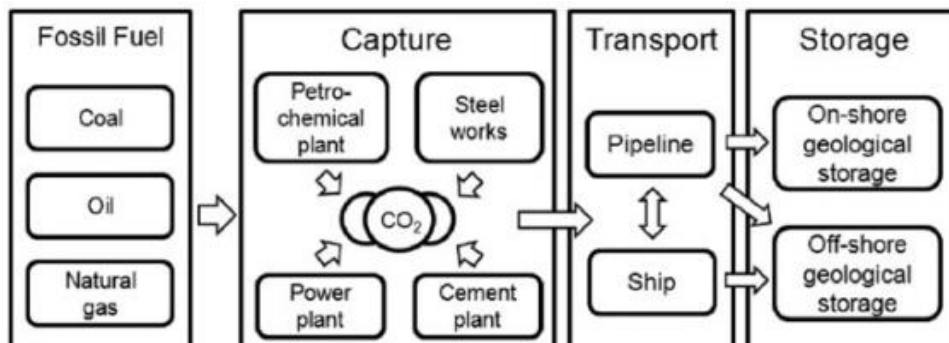 Fossil Fuel
Coal
Oil
Natural
gas
Capture
Petro-
chemical
plant
Steel
works
CO₂
Power
plant
Cement
plant
Transport
Pipeline
Ship
Storage
On-shore
geological
storage
Off-shore
geological
storage